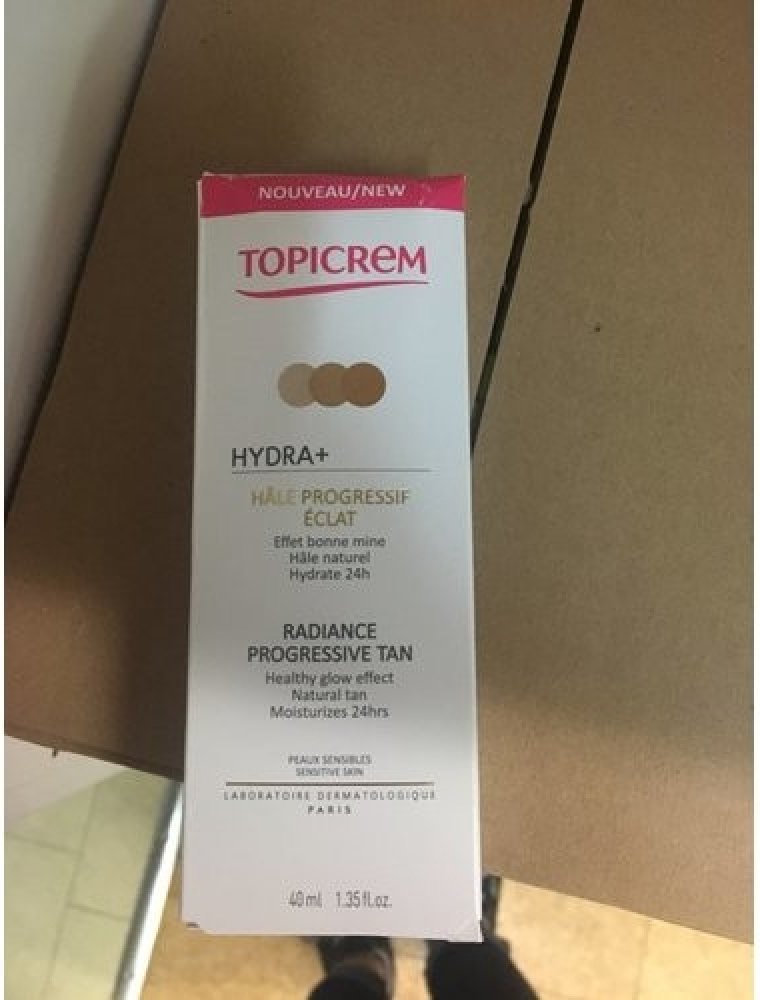 NOUVEAU/NEW
TOPICREM
HYDRA+
HÂLE PROGRESSIF
ÉCLAT
Effet bonne mine
Hâle naturel
Hydrate 24h
RADIANCE
PROGRESSIVE TAN
Healthy glow effect
Natural tan
Moisturizes 24hrs
PEAUX SENSIBLES
SENSITIVE SKIN
LABORATOIRE DERMATOLOGIQUE
PARIS
40 ml 1.35 fl.oz.